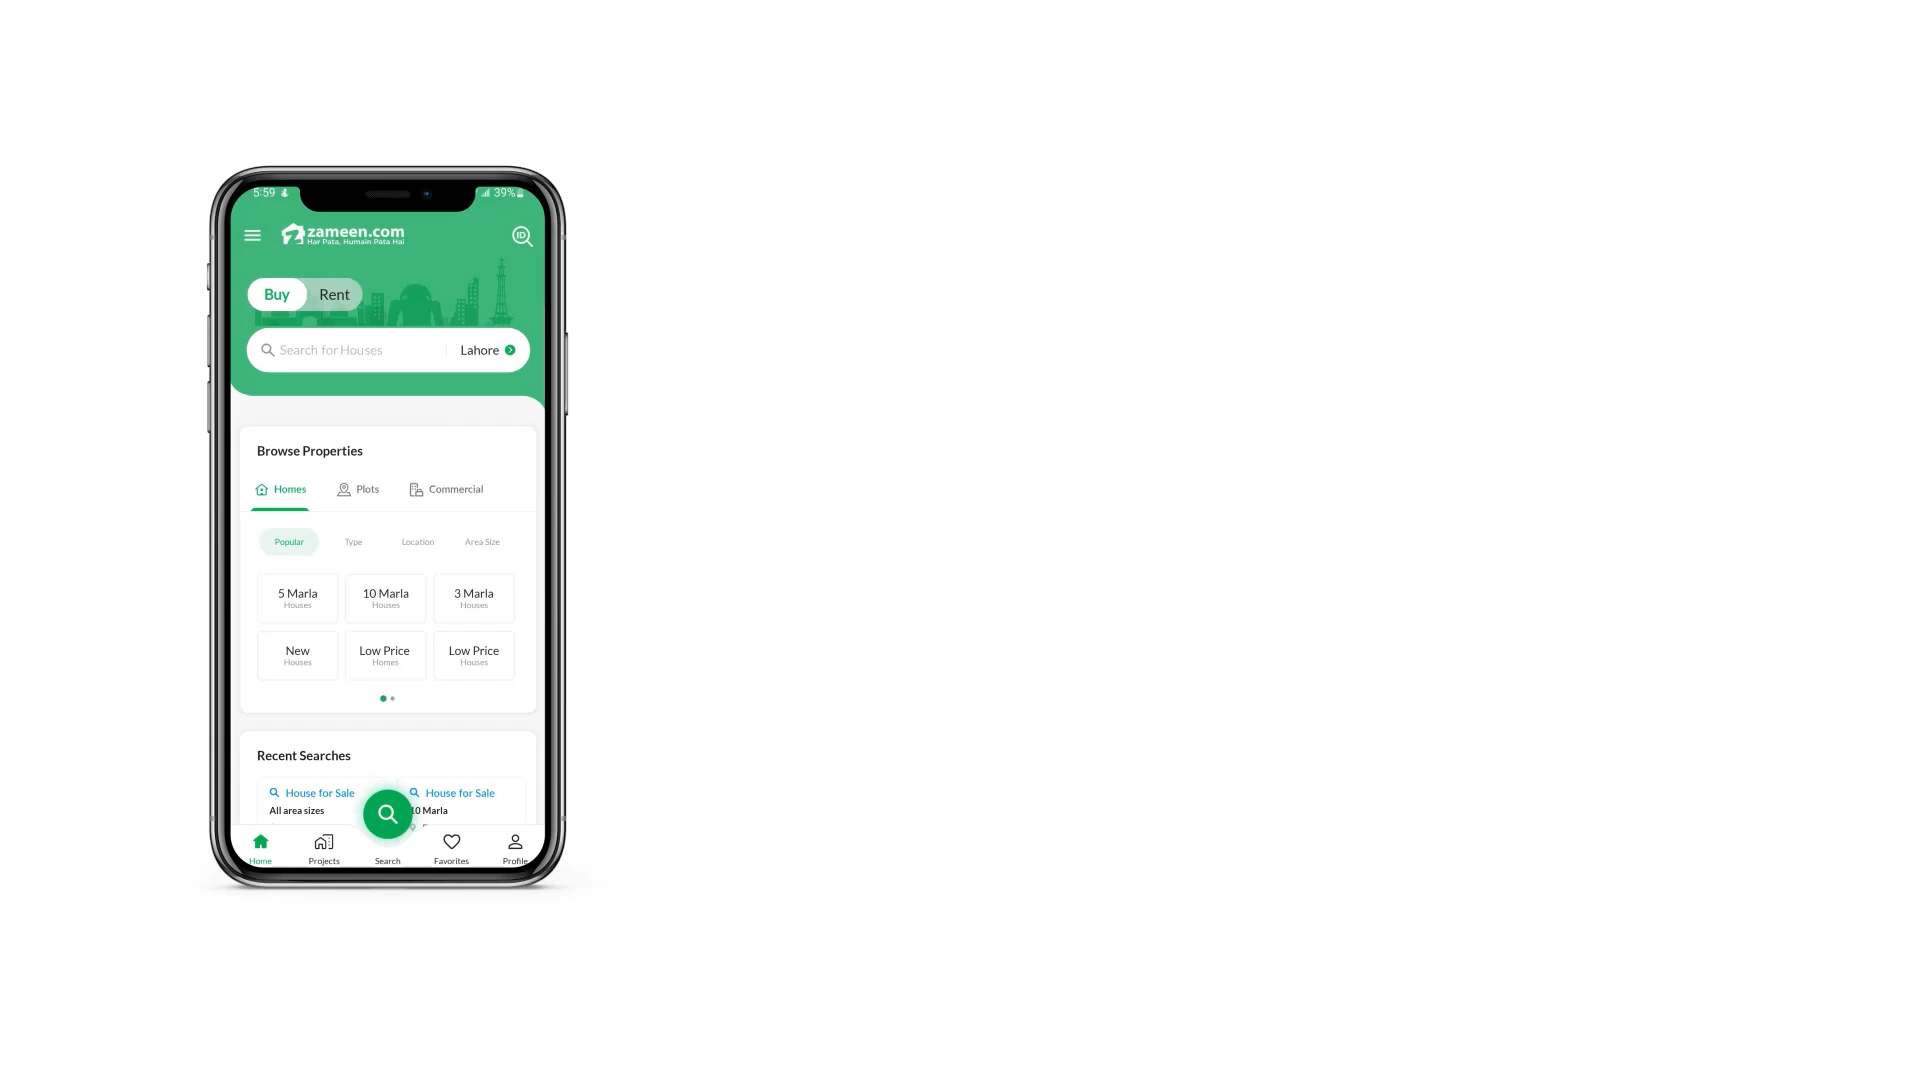 5:59
39%
zameen.com
Har Pata, Humain Pata Hai
ID
Buy Rent
Search for Houses Lahore
Browse Properties
Homes Plots Commercial
Popular Type Location Area Size
5 Marla 10 Marla 3 Marla
Houses Houses Houses
New Low Price Low Price
Houses Homes Houses
Recent Searches
House for Sale House for Sale
All area sizes 10 Marla
Home Projects Search Favorites Profile